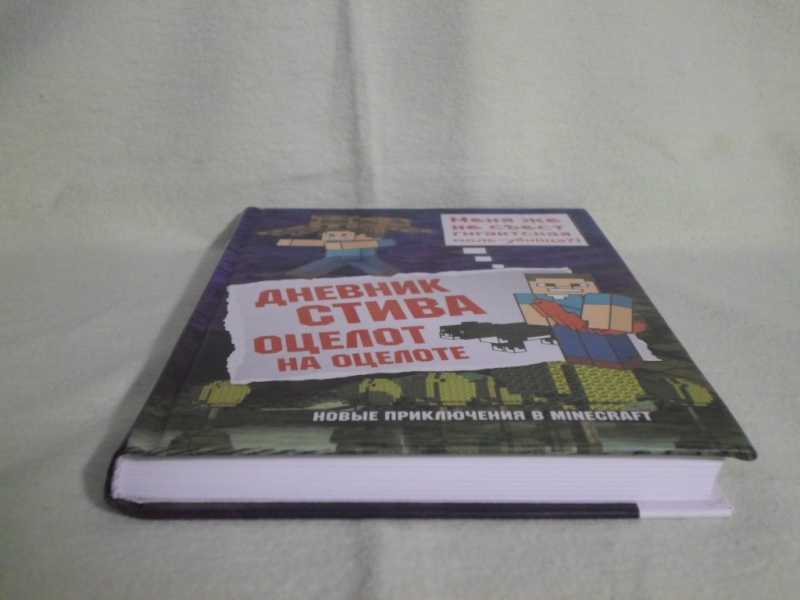 Меня же
не съест
гигантская
моль-убийца?!
ДНЕВНИК
СТИВА
ОЦЕЛОТ
НА ОЦЕЛОТЕ
НОВЫЕ ПРИКЛЮЧЕНИЯ В MINECRAFT